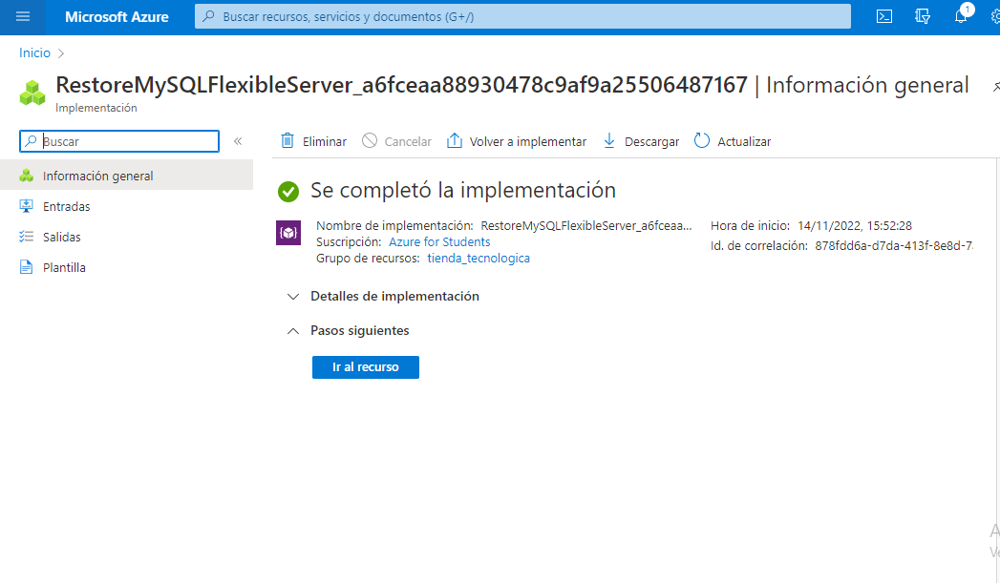 Microsoft Azure
Buscar recursos, servicios y documentos (G+/)
1
Inicio
RestoreMySQLFlexibleServer_a6fceaa88930478c9af9a25506487167 | Información general
Implementación
Buscar
«
Eliminar
Cancelar
Volver a implementar
Descargar
Actualizar
Información general
Entradas
Salidas
Plantilla
Se completó la implementación
Nombre de implementación: RestoreMySQLFlexibleServer_a6fceaa...
Suscripción: Azure for Students
Grupo de recursos: tienda_tecnologica
Hora de inicio: 14/11/2022, 15:52:28
Id. de correlación: 878fdd6a-d7da-413f-8e8d-7
Detalles de implementación
Pasos siguientes
Ir al recurso